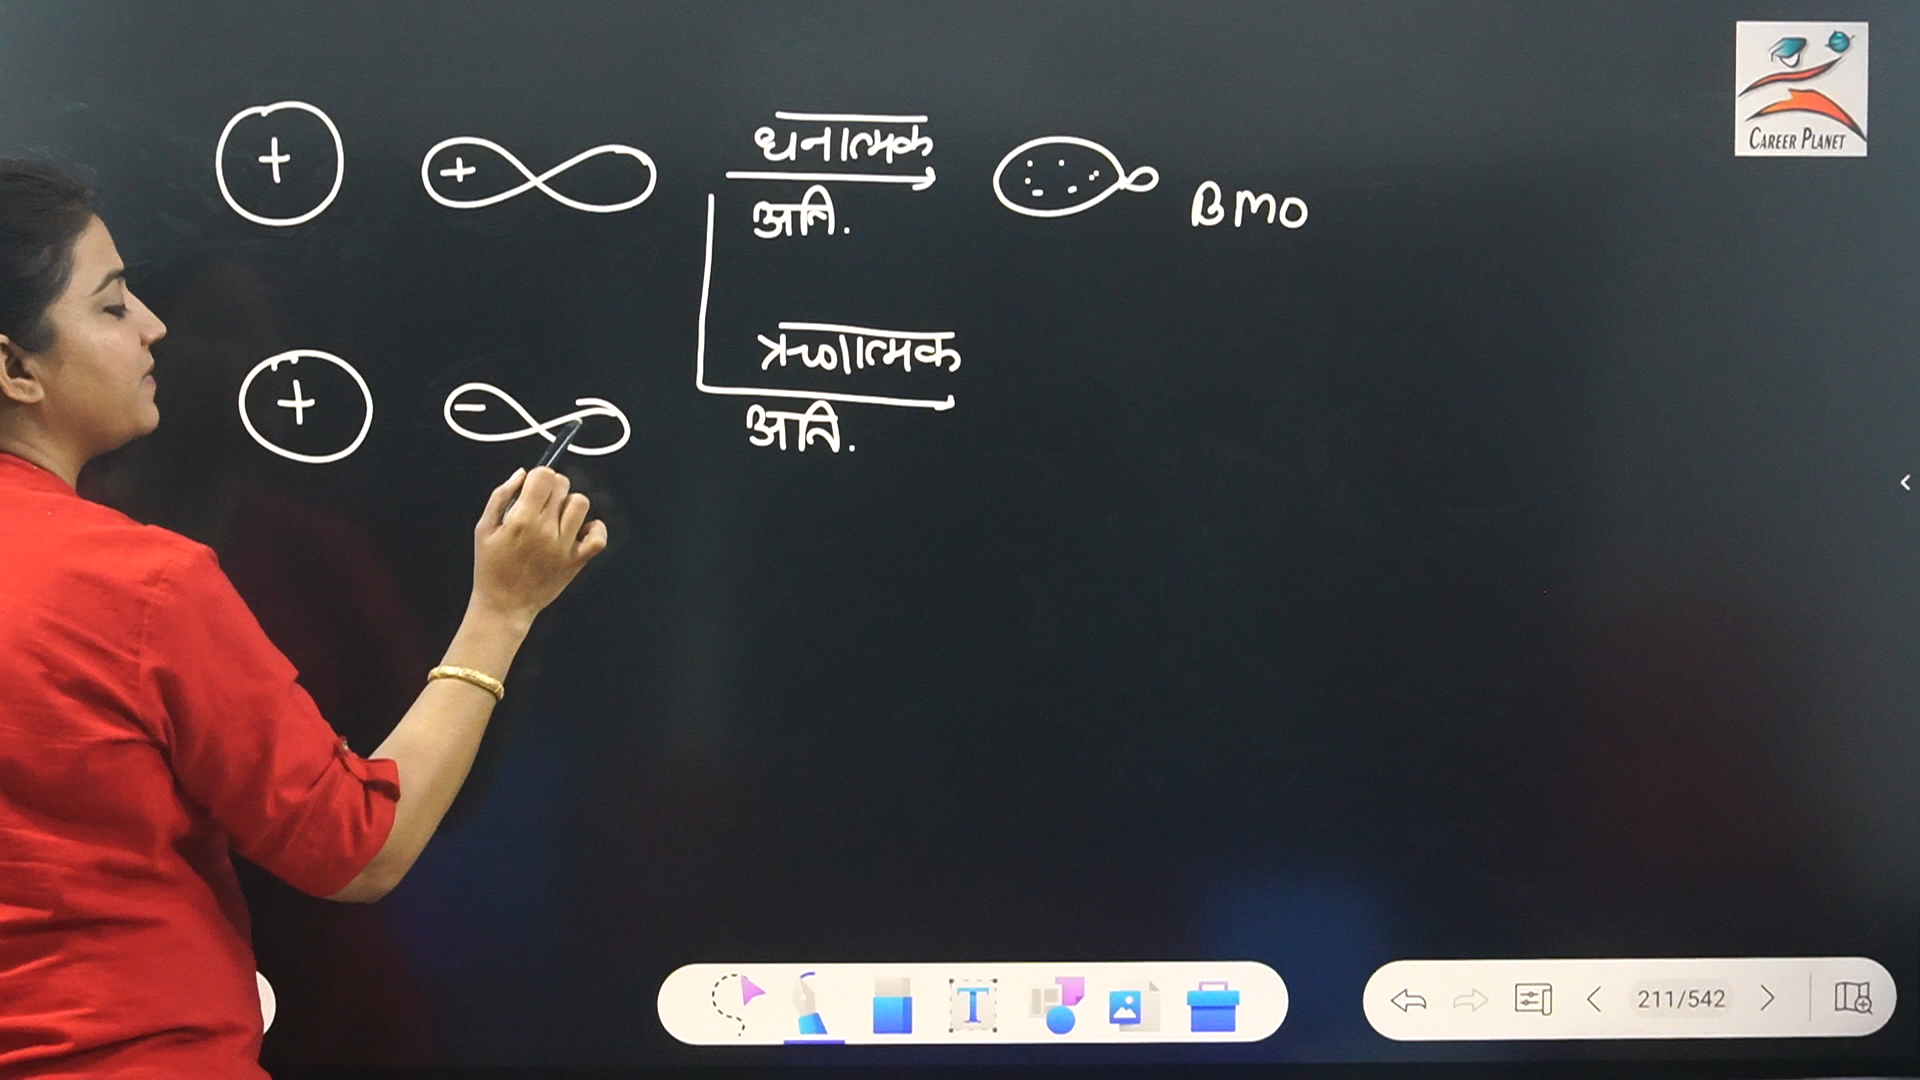 + + धनात्मक
अति. BMO
ऋणात्मक
+ -
अति.
CAREER PLANET
T
211/542